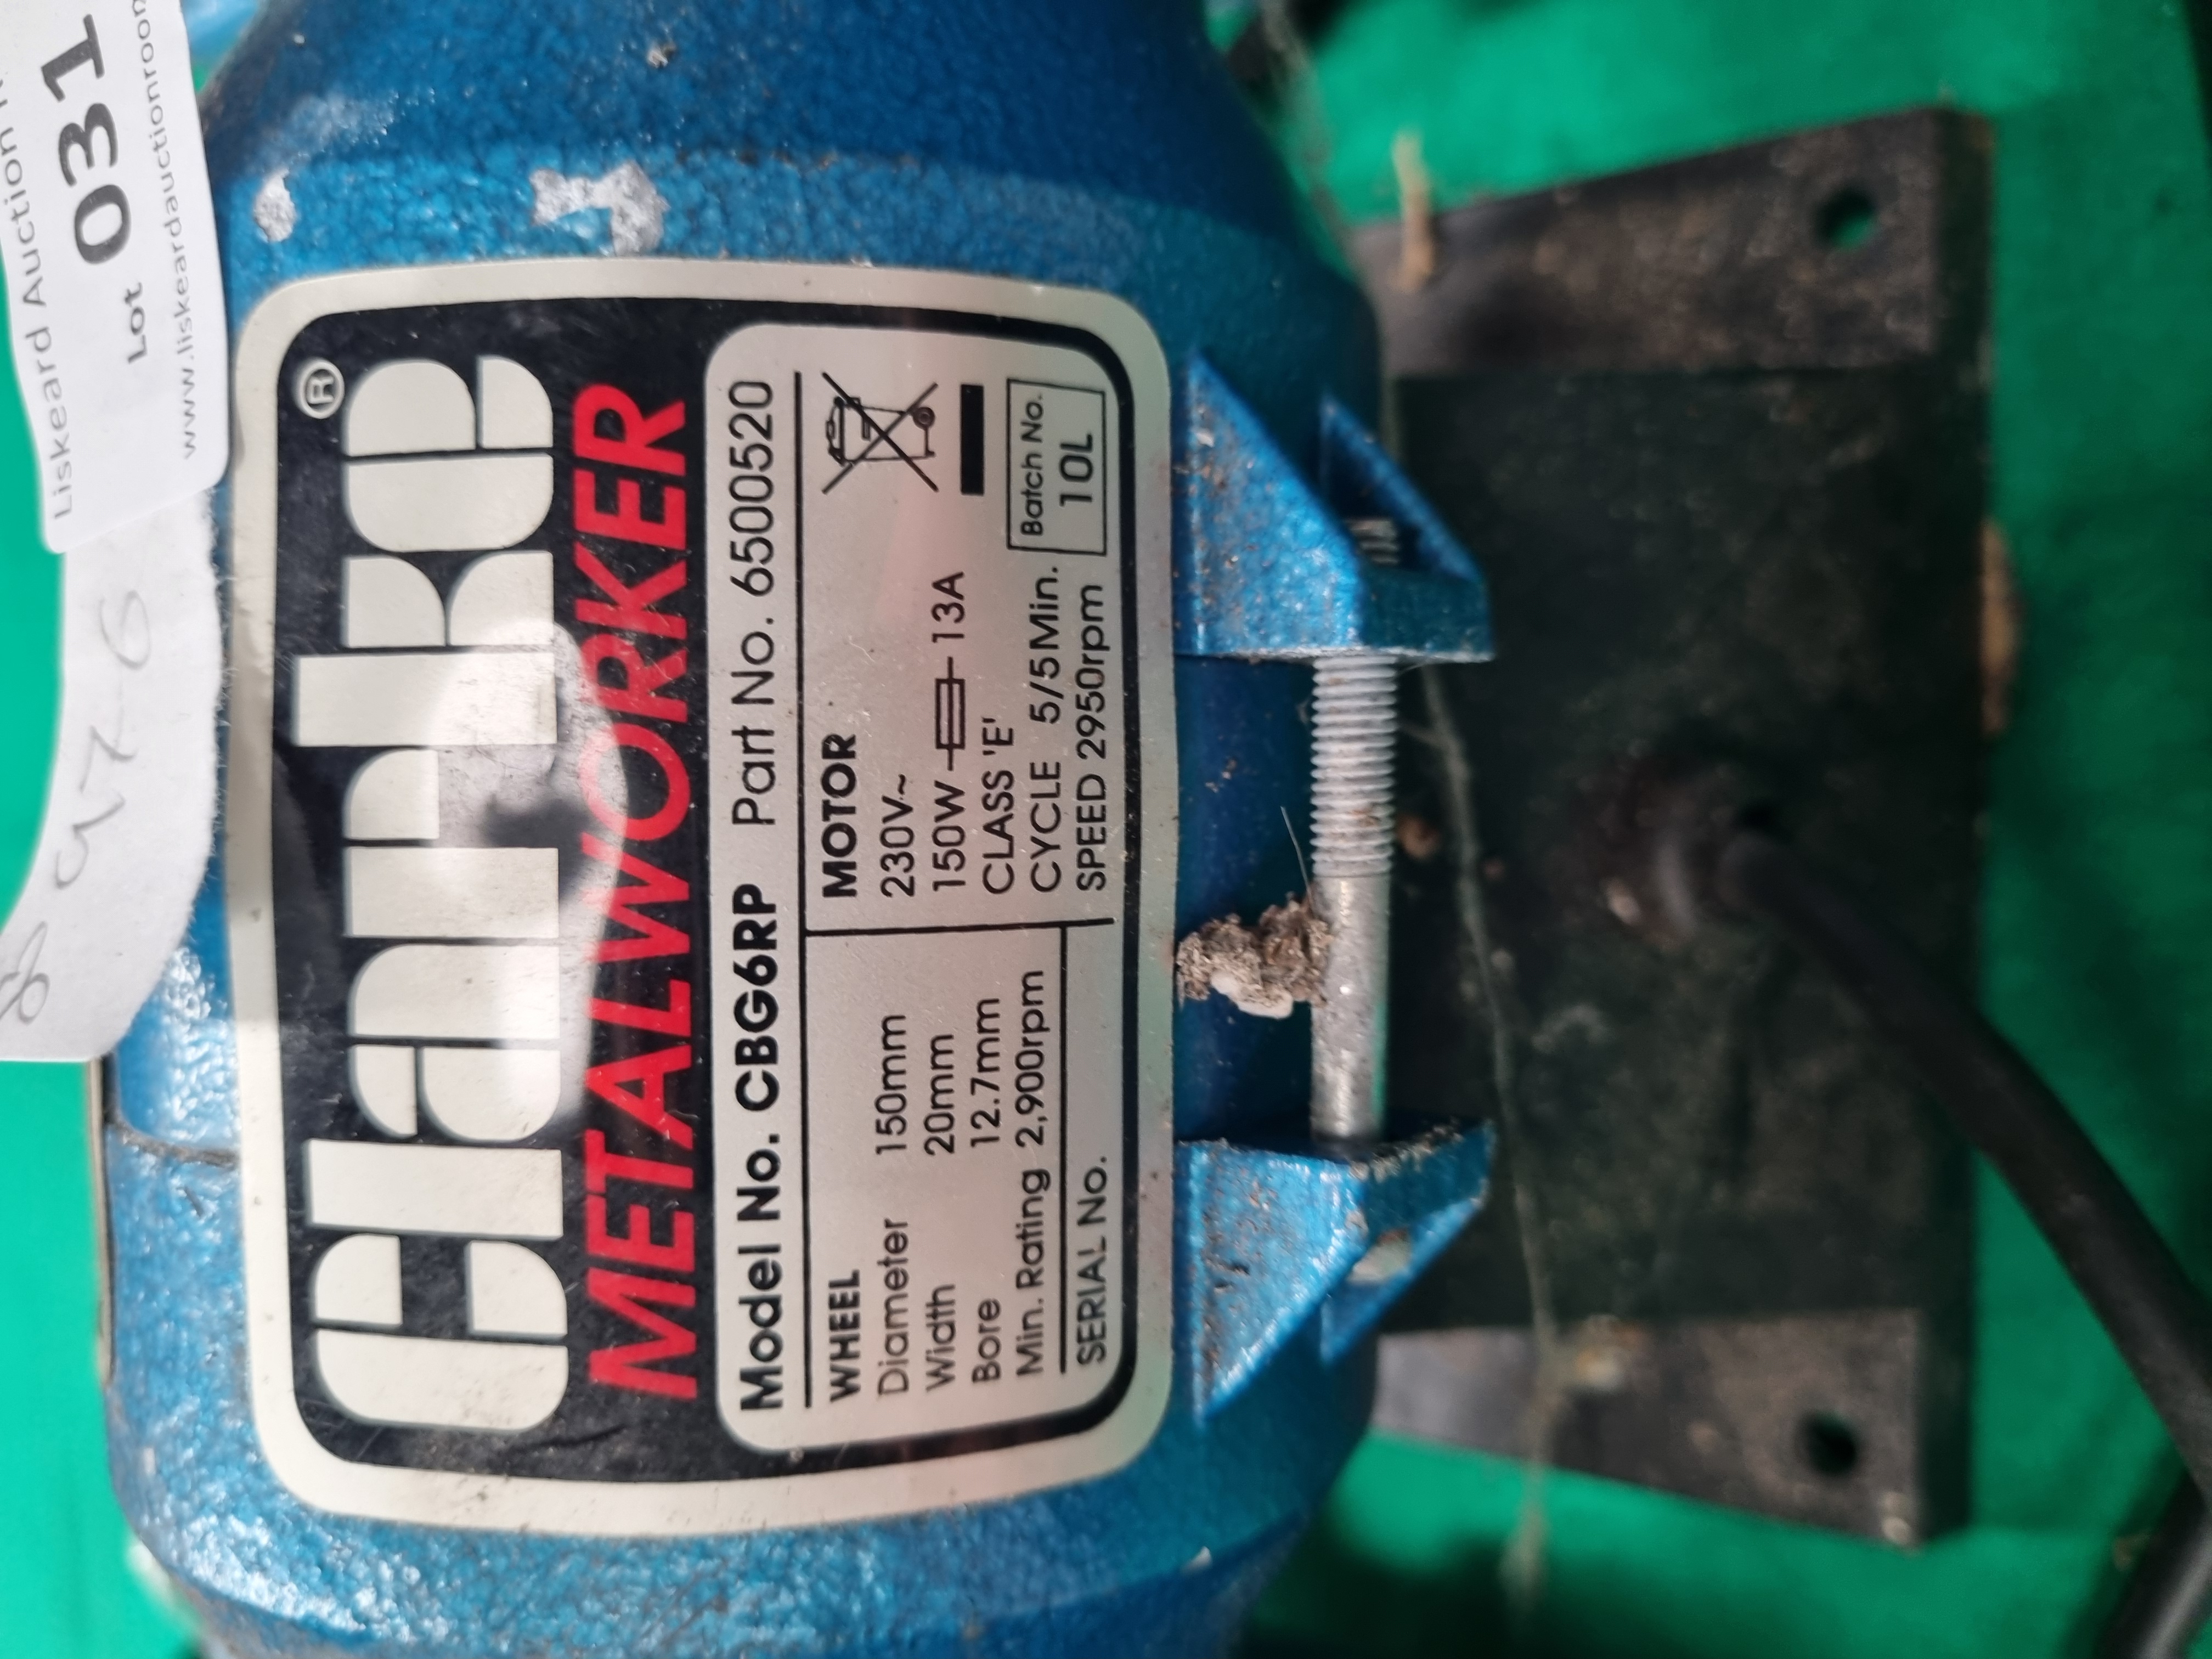 Liskeard Auction
Lot 031
www.liskeardauctionroom
897-6
Clarke®
METALWORKER
Model No. CBG6RP Part No. 6500520
WHEEL
Diameter 150mm
Width 20mm
Bore 12.7mm
Min. Rating 2,900rpm
SERIAL No.
MOTOR
230V~
150W 13A
CLASS 'E'
CYCLE 5/5Min.
SPEED 2950rpm
Batch No.
10L